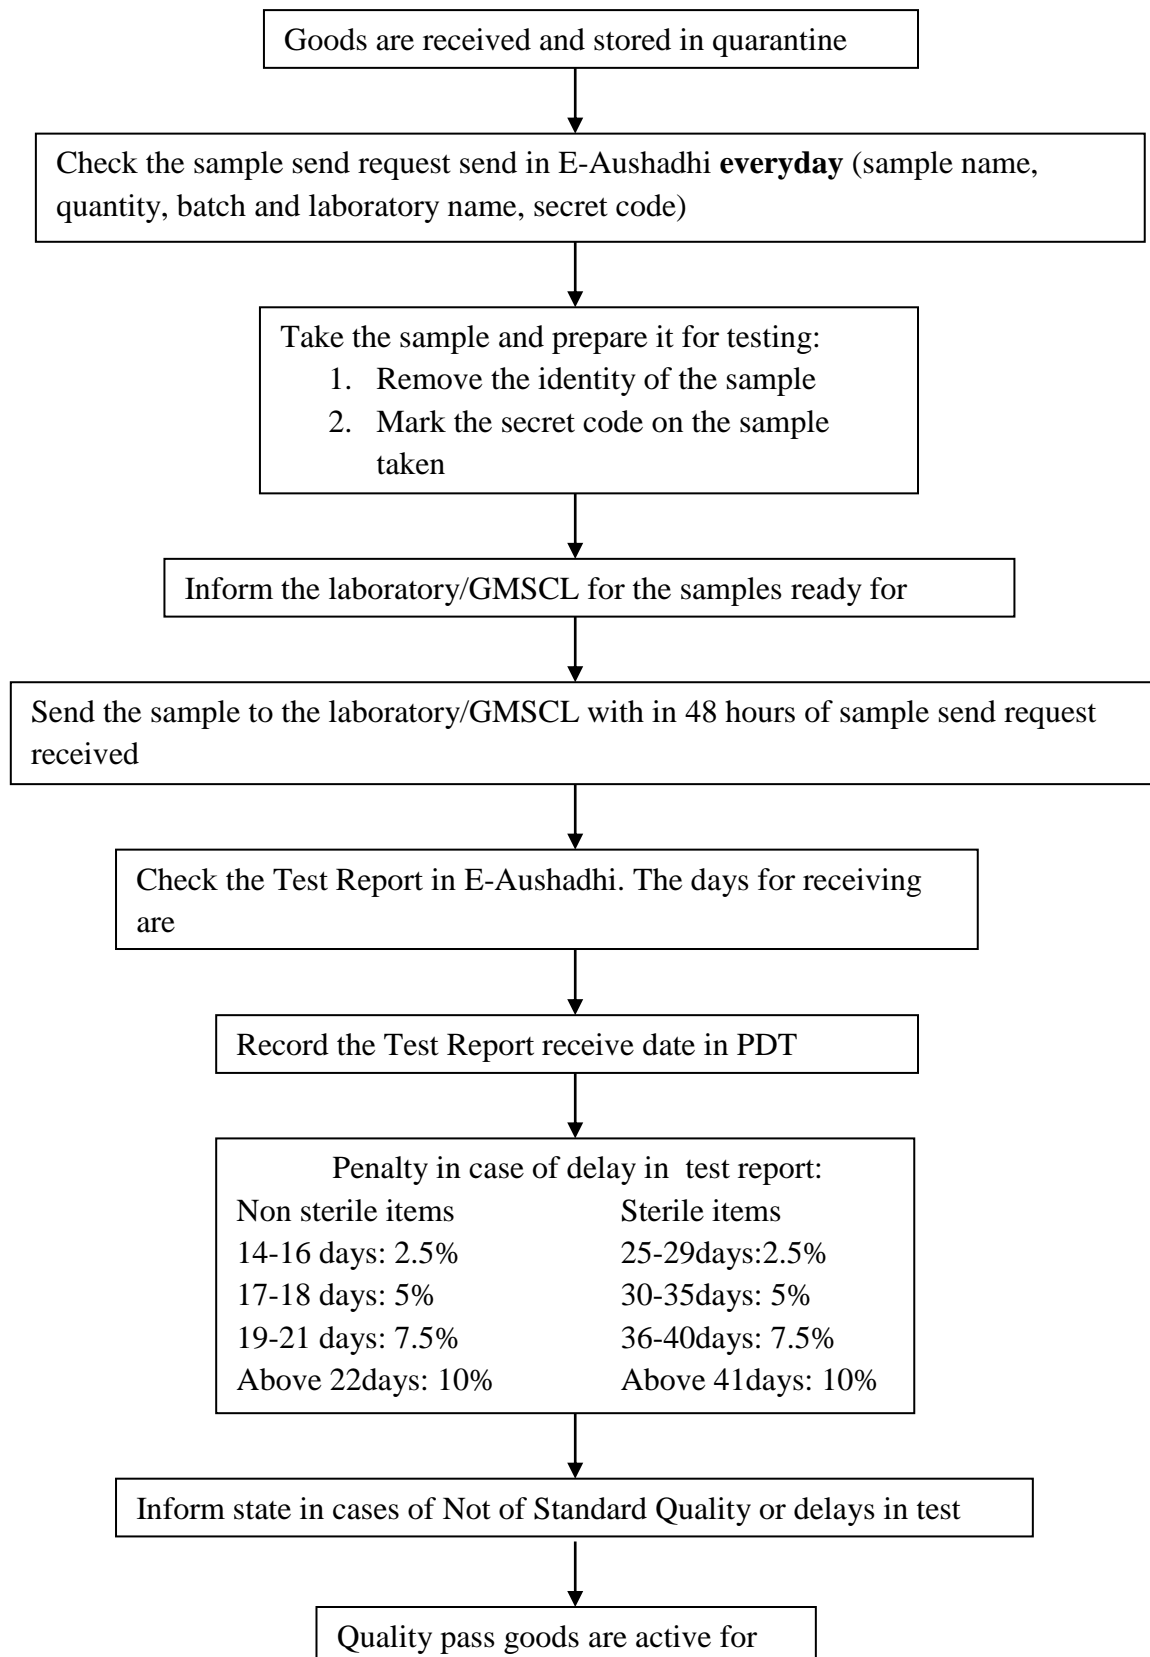 Goods are received and stored in quarantine
Check the sample send request send in E-Aushadhi everyday (sample name,
quantity, batch and laboratory name, secret code)
Take the sample and prepare it for testing:
1. Remove the identity of the sample
2. Mark the secret code on the sample
taken
Inform the laboratory/GMSCL for the samples ready for
Send the sample to the laboratory/GMSCL with in 48 hours of sample send request
received
Check the Test Report in E-Aushadhi. The days for receiving
are
Record the Test Report receive date in PDT
Penalty in case of delay in test report:
Non sterile items Sterile items
14-16 days: 2.5% 25-29days:2.5%
17-18 days: 5% 30-35days: 5%
19-21 days: 7.5% 36-40days: 7.5%
Above 22days: 10% Above 41days: 10%
Inform state in cases of Not of Standard Quality or delays in test
Quality pass goods are active for